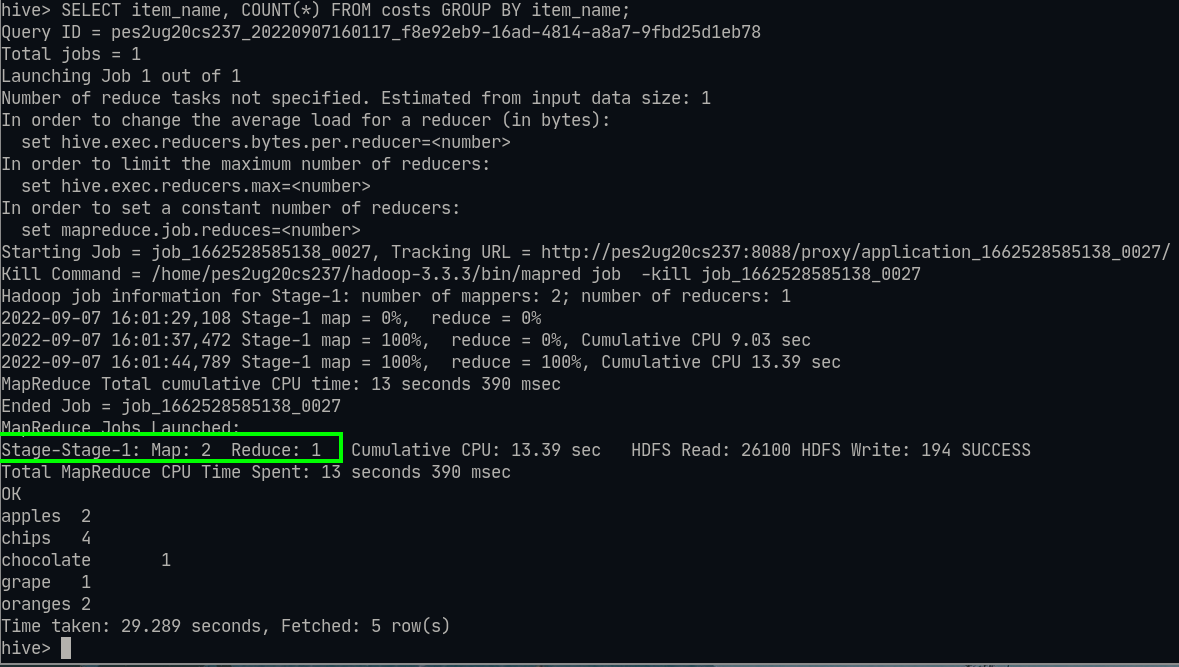 hive> SELECT item_name, COUNT(*) FROM costs GROUP BY item_name;
Query ID = pes2ug20cs237_20220907160117_f8e92eb9-16ad-4814-a8a7-9fbd25d1eb78
Total jobs = 1
Launching Job 1 out of 1
Number of reduce tasks not specified. Estimated from input data size: 1
In order to change the average load for a reducer (in bytes):
  set hive.exec.reducers.bytes.per.reducer=<number>
In order to limit the maximum number of reducers:
  set hive.exec.reducers.max=<number>
In order to set a constant number of reducers:
  set mapreduce.job.reduces=<number>
Starting Job = job_1662528585138_0027, Tracking URL = http://pes2ug20cs237:8088/proxy/application_1662528585138_0027/
Kill Command = /home/pes2ug20cs237/hadoop-3.3.3/bin/mapred job  -kill job_1662528585138_0027
Hadoop job information for Stage-1: number of mappers: 2; number of reducers: 1
2022-09-07 16:01:29,108 Stage-1 map = 0%,  reduce = 0%
2022-09-07 16:01:37,472 Stage-1 map = 100%,  reduce = 0%, Cumulative CPU 9.03 sec
2022-09-07 16:01:44,789 Stage-1 map = 100%,  reduce = 100%, Cumulative CPU 13.39 sec
MapReduce Total cumulative CPU time: 13 seconds 390 msec
Ended Job = job_1662528585138_0027
MapReduce Jobs Launched:
Stage-Stage-1: Map: 2  Reduce: 1   Cumulative CPU: 13.39 sec   HDFS Read: 26100 HDFS Write: 194 SUCCESS
Total MapReduce CPU Time Spent: 13 seconds 390 msec
OK
apples  2
chips   4
chocolate       1
grape   1
oranges 2
Time taken: 29.289 seconds, Fetched: 5 row(s)
hive>